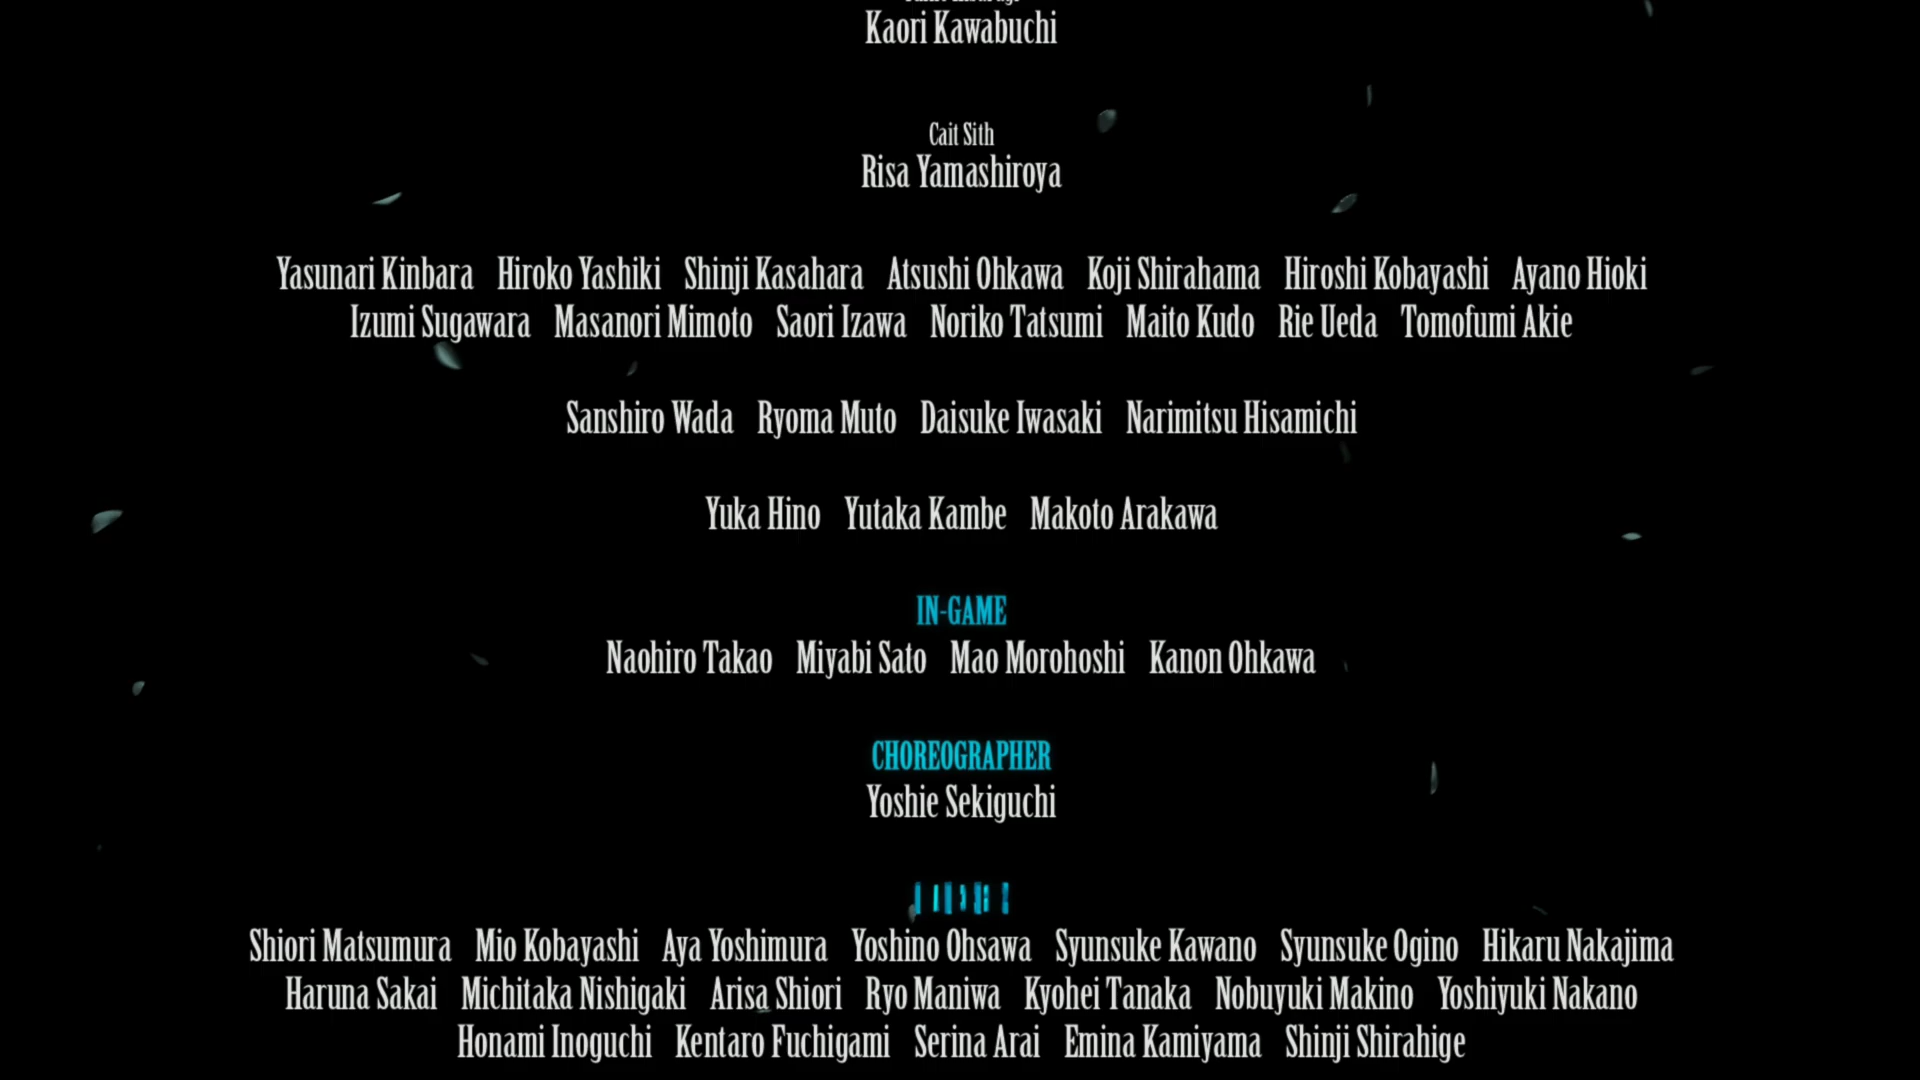 Kaori Kawabuchi
Cait Sith
Risa Yamashiroya
Yasunari Kinbara Hiroko Yashiki Shinji Kasahara Atsushi Ohkawa Koji Shirahama Hiroshi Kobayashi Ayano Hioki
Izumi Sugawara Masanori Mimoto Saori Izawa Noriko Tatsumi Maito Kudo Rie Ueda Tomofumi Akie
Sanshiro Wada Ryoma Muto Daisuke Iwasaki Narimitsu Hisamichi
Yuka Hino Yutaka Kambe Makoto Arakawa
IN-GAME
Naohiro Takao Miyabi Sato Mao Morohoshi Kanon Ohkawa
CHOREOGRAPHER
Yoshie Sekiguchi
Shiori Matsumura Mio Kobayashi Aya Yoshimura Yoshino Ohsawa Syunsuke Kawano Syunsuke Ogino Hikaru Nakajima
Haruna Sakai Michitaka Nishigaki Arisa Shiori Ryo Maniwa Kyohei Tanaka Nobuyuki Makino Yoshiyuki Nakano
Honami Inoguchi Kentaro Fuchigami Serina Arai Emina Kamiyama Shinji Shirahige